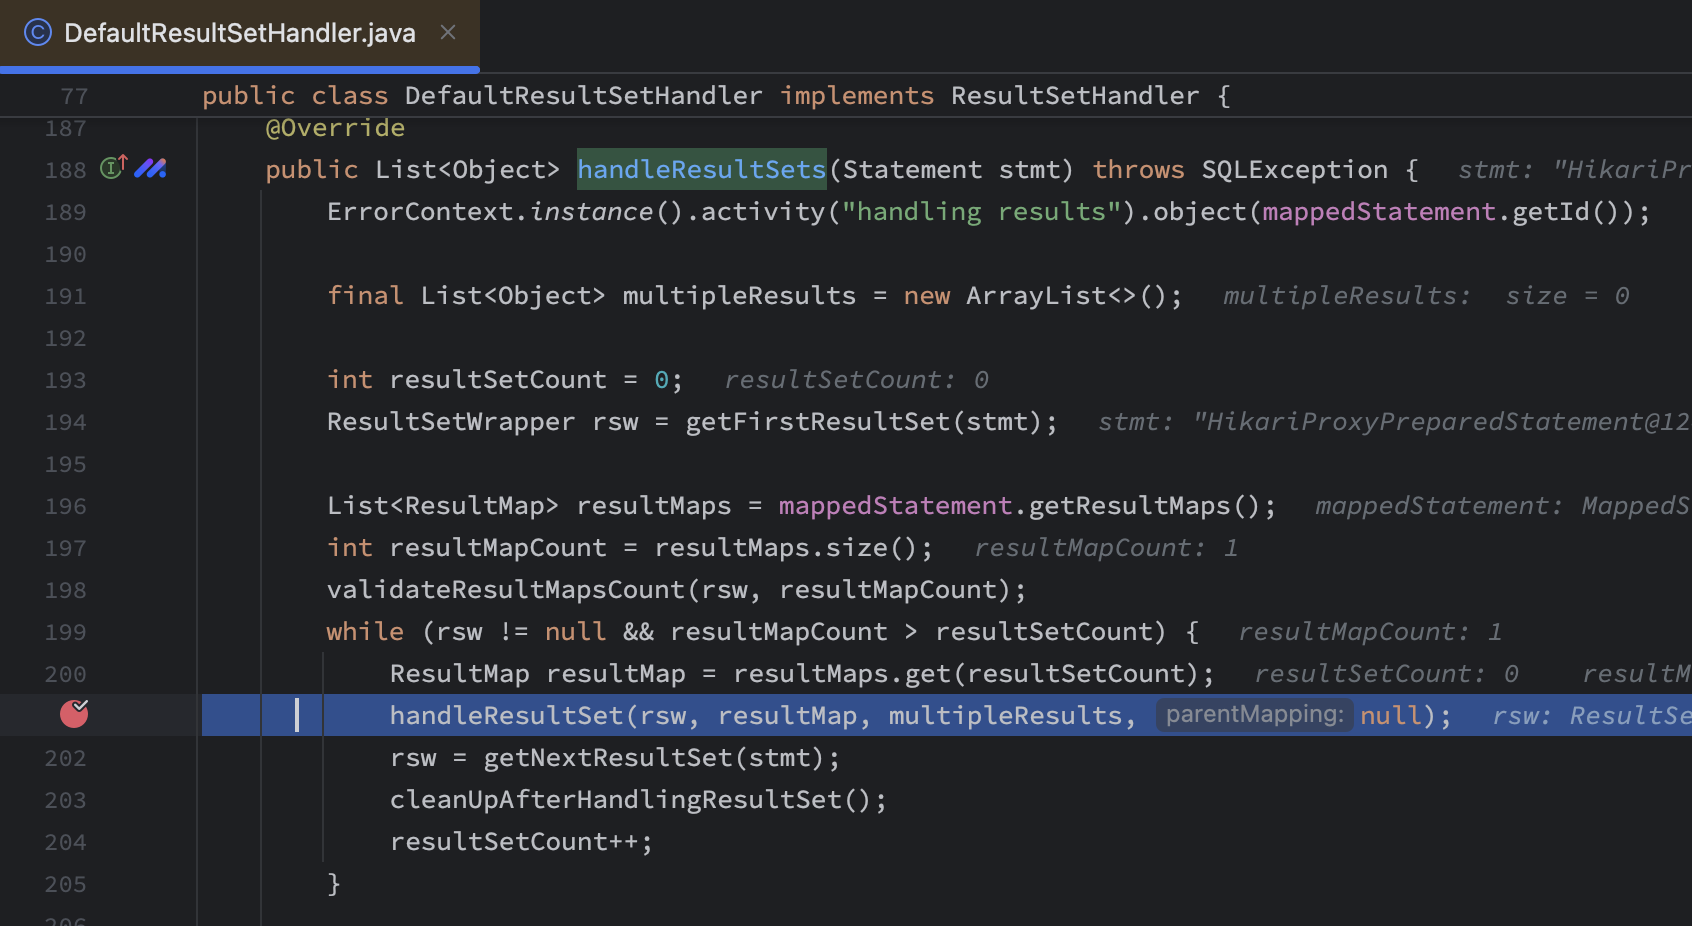 DefaultResultSetHandler.java
77 public class DefaultResultSetHandler implements ResultSetHandler {
187 @Override
188 public List<Object> handleResultSets(Statement stmt) throws SQLException { stmt: "HikariPr
189 ErrorContext.instance().activity("handling results").object(mappedStatement.getId());
190
191 final List<Object> multipleResults = new ArrayList<>(); multipleResults: size = 0
192
193 int resultSetCount = 0; resultSetCount: 0
194 ResultSetWrapper rsw = getFirstResultSet(stmt); stmt: "HikariProxyPreparedStatement@12
195
196 List<ResultMap> resultMaps = mappedStatement.getResultMaps(); mappedStatement: MappedS
197 int resultMapCount = resultMaps.size(); resultMapCount: 1
198 validateResultMapsCount(rsw, resultMapCount);
199 while (rsw != null && resultMapCount > resultSetCount) { resultMapCount: 1
200 ResultMap resultMap = resultMaps.get(resultSetCount); resultSetCount: 0 resultM
handleResultSet(rsw, resultMap, multipleResults, parentMapping: null); rsw: ResultSe
202 rsw = getNextResultSet(stmt);
203 cleanUpAfterHandlingResultSet();
204 resultSetCount++;
205 }
206